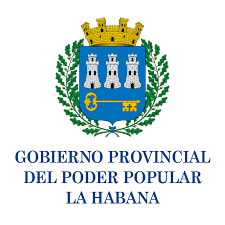 GOBIERNO PROVINCIAL
DEL PODER POPULAR
LA HABANA